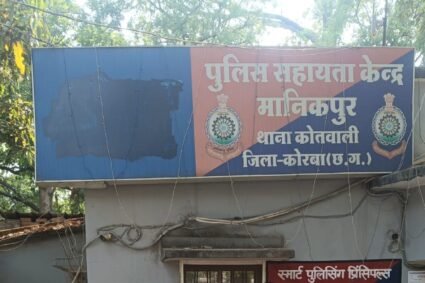 पुलिस सहायता केन्द्र
मानिकपुर
थाना कोतवाली
जिला-कोरबा(छ.ग.)
स्मार्ट पुलिसिंग प्रिंसिपल्स